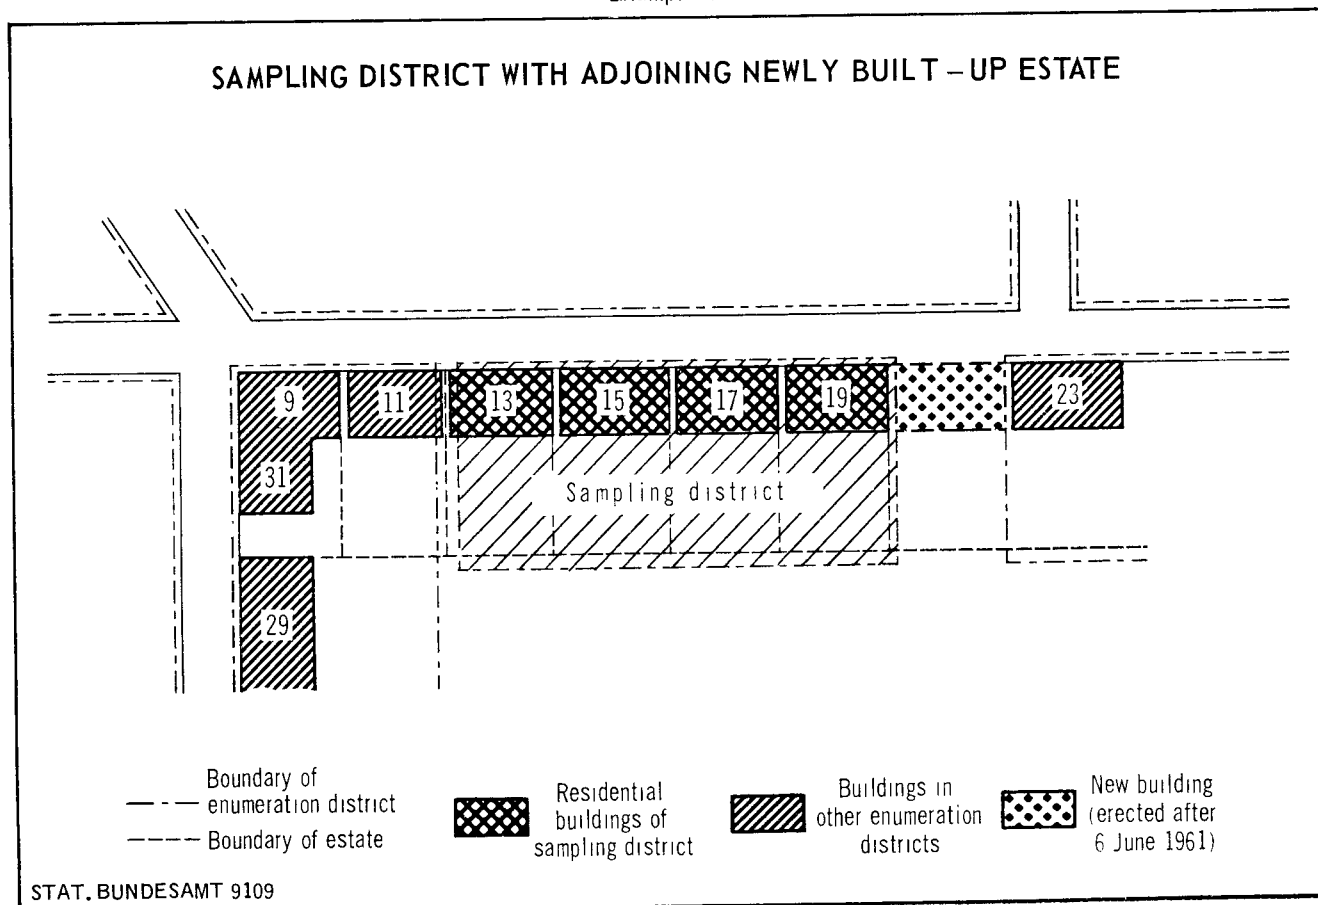 SAMPLING DISTRICT WITH ADJOINING NEWLY BUILT – UP ESTATE
9
11
13
15
17
19
23
31
Sampling district
29
Boundary of
enumeration district
Boundary of estate
Residential
buildings of
sampling district
Buildings in
other enumeration
districts
New building
(erected after
6 June 1961)
STAT. BUNDESAMT 9109